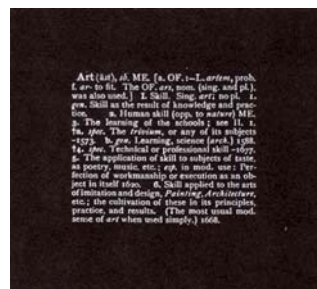 Art (āɹt), sb. ME. [a. OF.:—L. artem, prob.
f. ar- to fit. The OF. ars, nom. (sing. and pl.),
was also used.] I. Skill. Sing. art; no pl. 1.
gen. Skill as the result of knowledge and prac-
tice. 2. Human skill (opp. to nature) ME.
3. The learning of the schools; see II. 1.
†a. spec. The trivium, or any of its subjects
-1573. b. gen. Learning, science (arch.) 1588.
†4. spec. Technical or professional skill -1677.
5. The application of skill to subjects of taste,
as poetry, music, etc.; esp. in mod. use: Per-
fection of workmanship or execution as an ob-
ject in itself 1620. 6. Skill applied to the arts
of imitation and design, Painting, Architecture,
etc.; the cultivation of these in its principles,
practice, and results. (The most usual mod.
sense of art when used simply.) 1668.